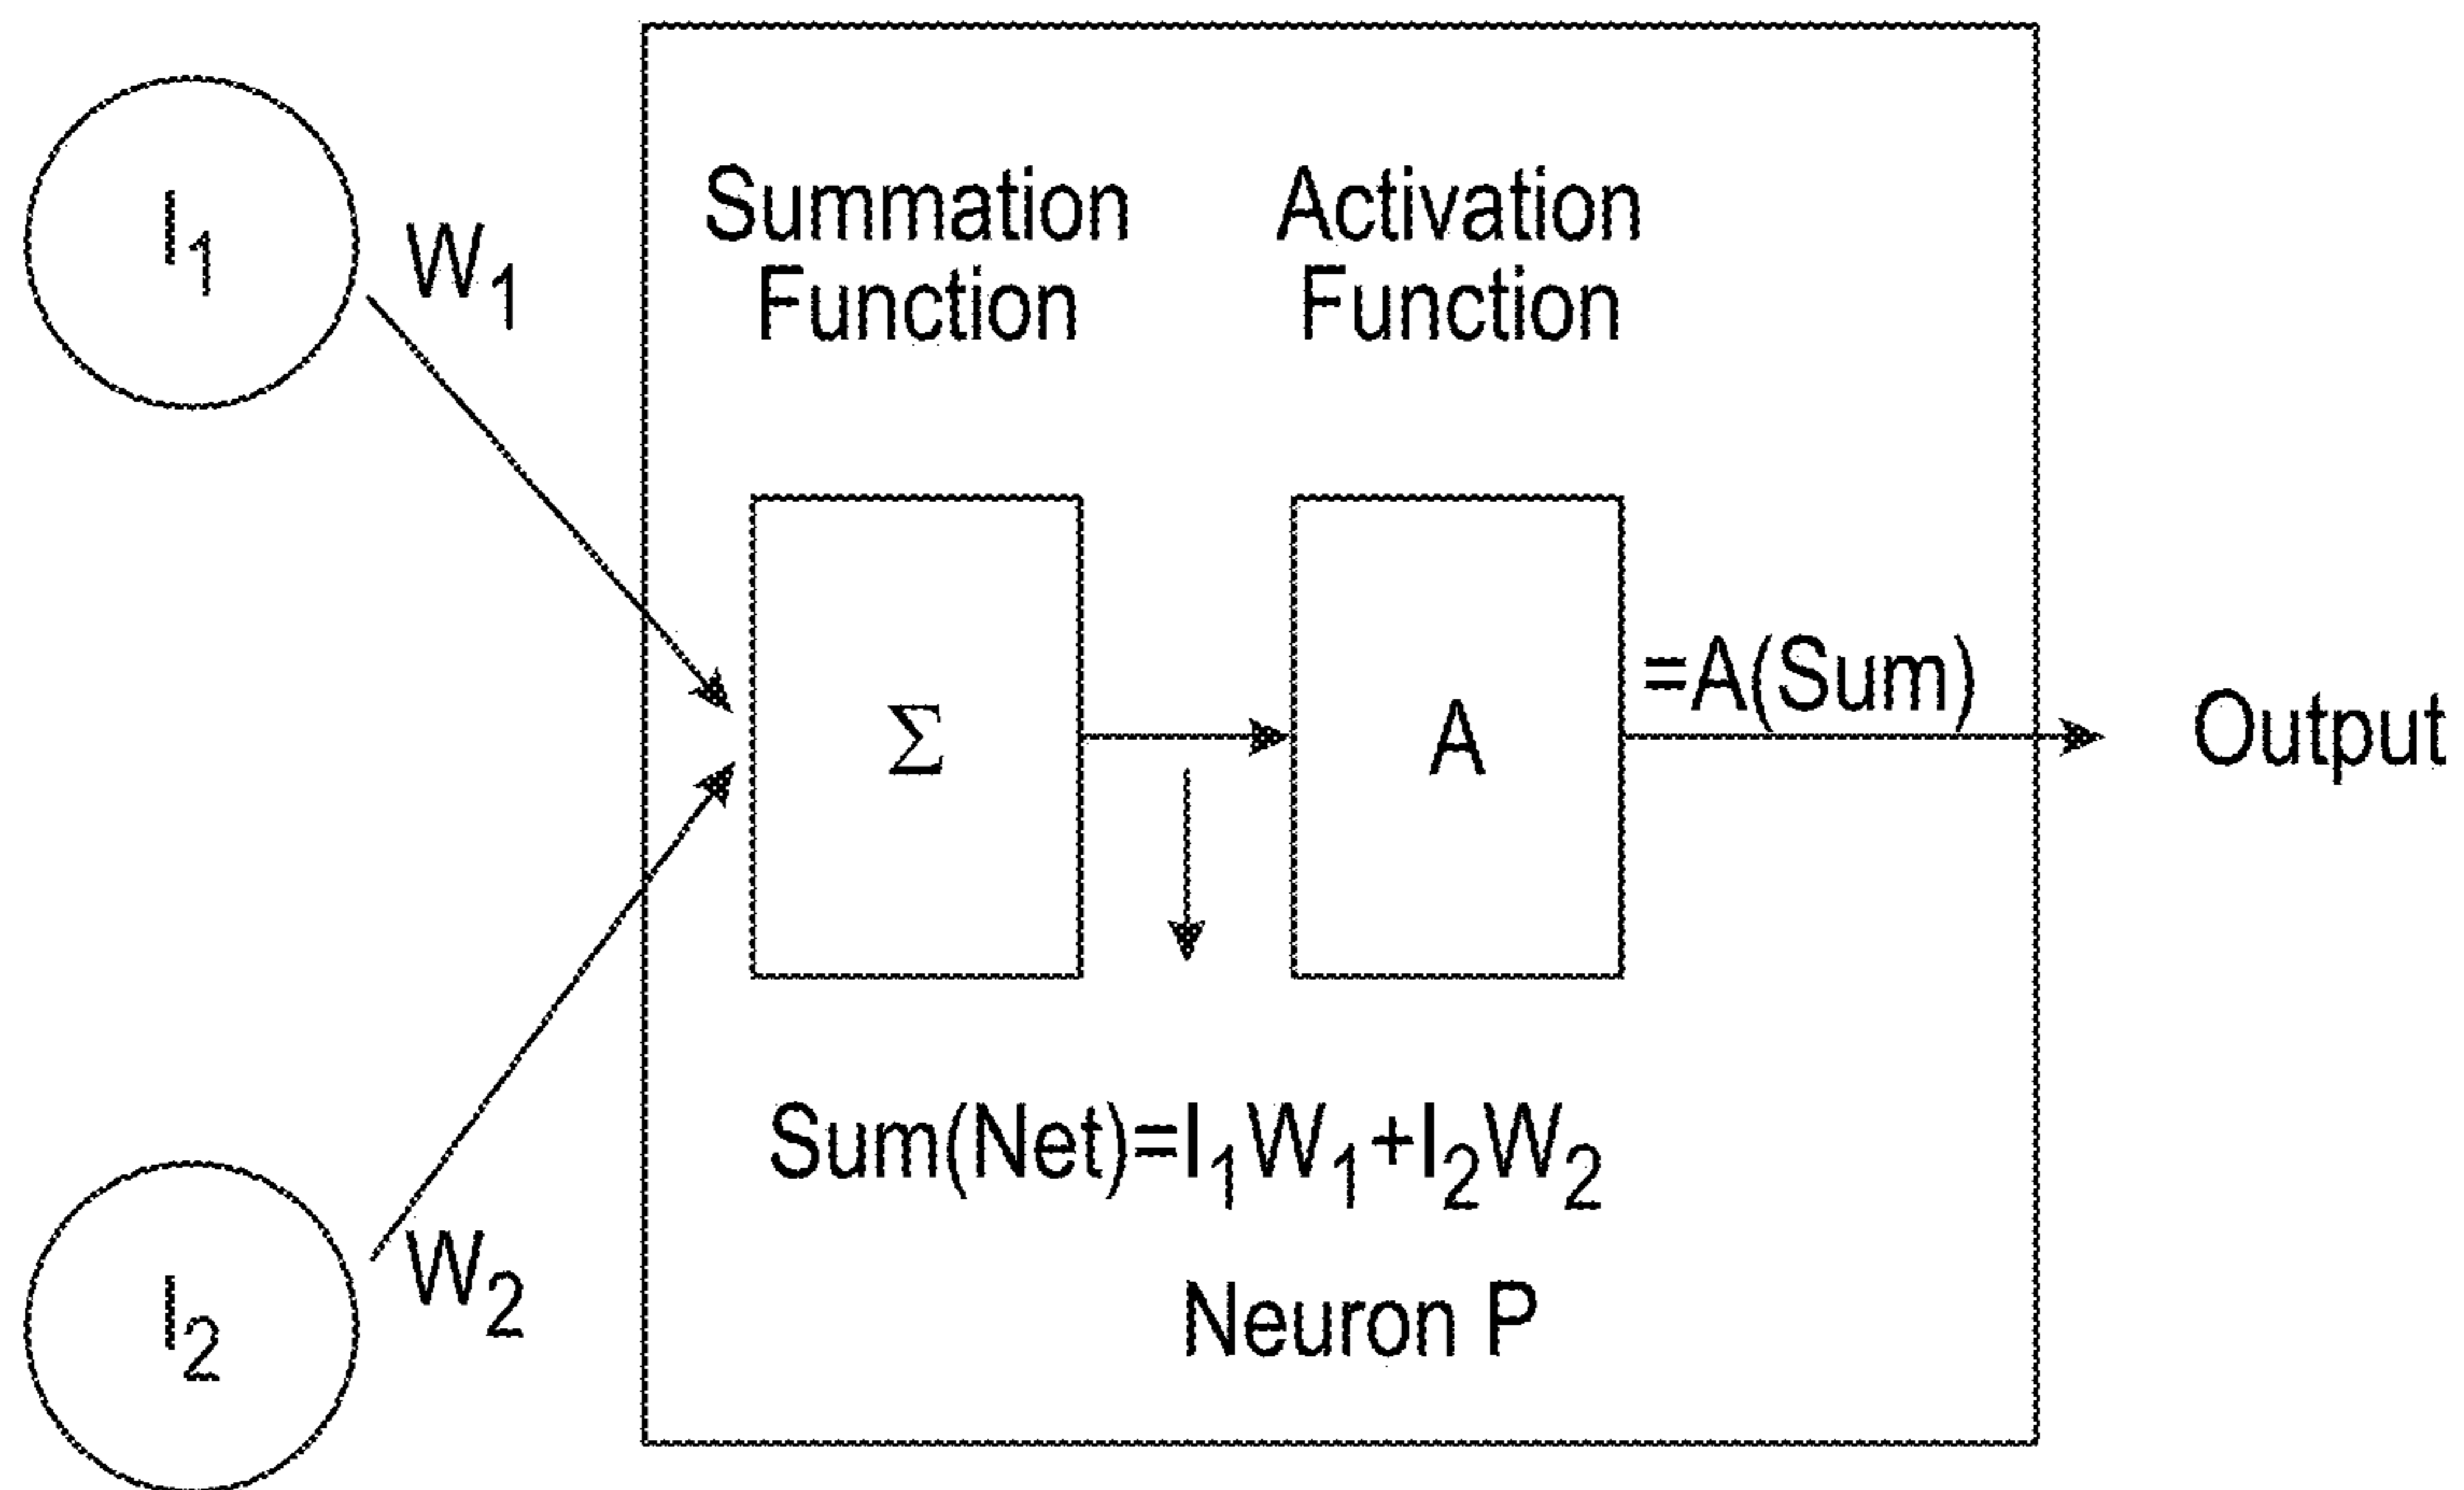 I₁
W₁
Summation
Function
Activation
Function
Σ
A
=A(Sum)
Output
Sum(Net)=I₁W₁+I₂W₂
W₂
I₂
Neuron P